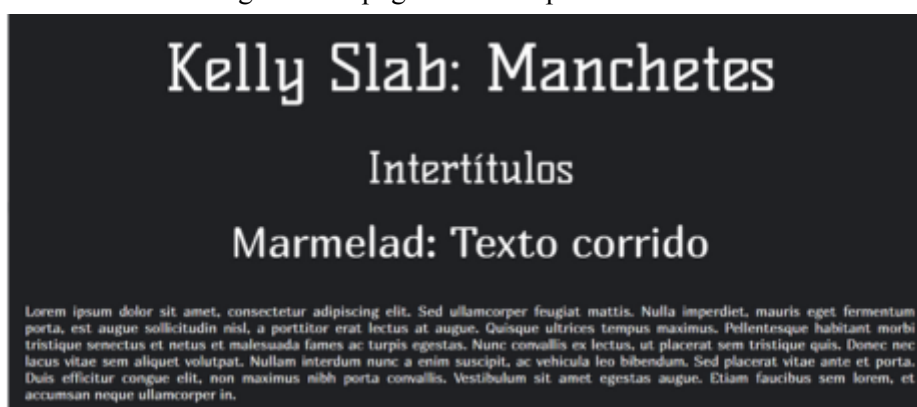 Kelly Slab: Manchetes
Intertítulos
Marmelad: Texto corrido
Lorem ipsum dolor sit amet, consectetur adipiscing elit. Sed ullamcorper feugiat mattis. Nulla imperdiet, mauris eget fermentum
porta, est augue sollicitudin nisl, a porttitor erat lectus at augue. Quisque ultrices tempus maximus. Pellentesque habitant morbi
tristique senectus et netus et malesuada fames ac turpis egestas. Nunc convallis ex lectus, ut placerat sem tristique quis. Donec nec
lacus vitae sem aliquet volutpat. Nullam interdum nunc a enim suscipit, ac vehicula leo bibendum. Sed placerat vitae ante et porta.
Duis efficitur congue elit, non maximus nibh porta convallis. Vestibulum sit amet egestas augue. Etiam faucibus sem lorem, et
accumsan neque ullamcorper in.